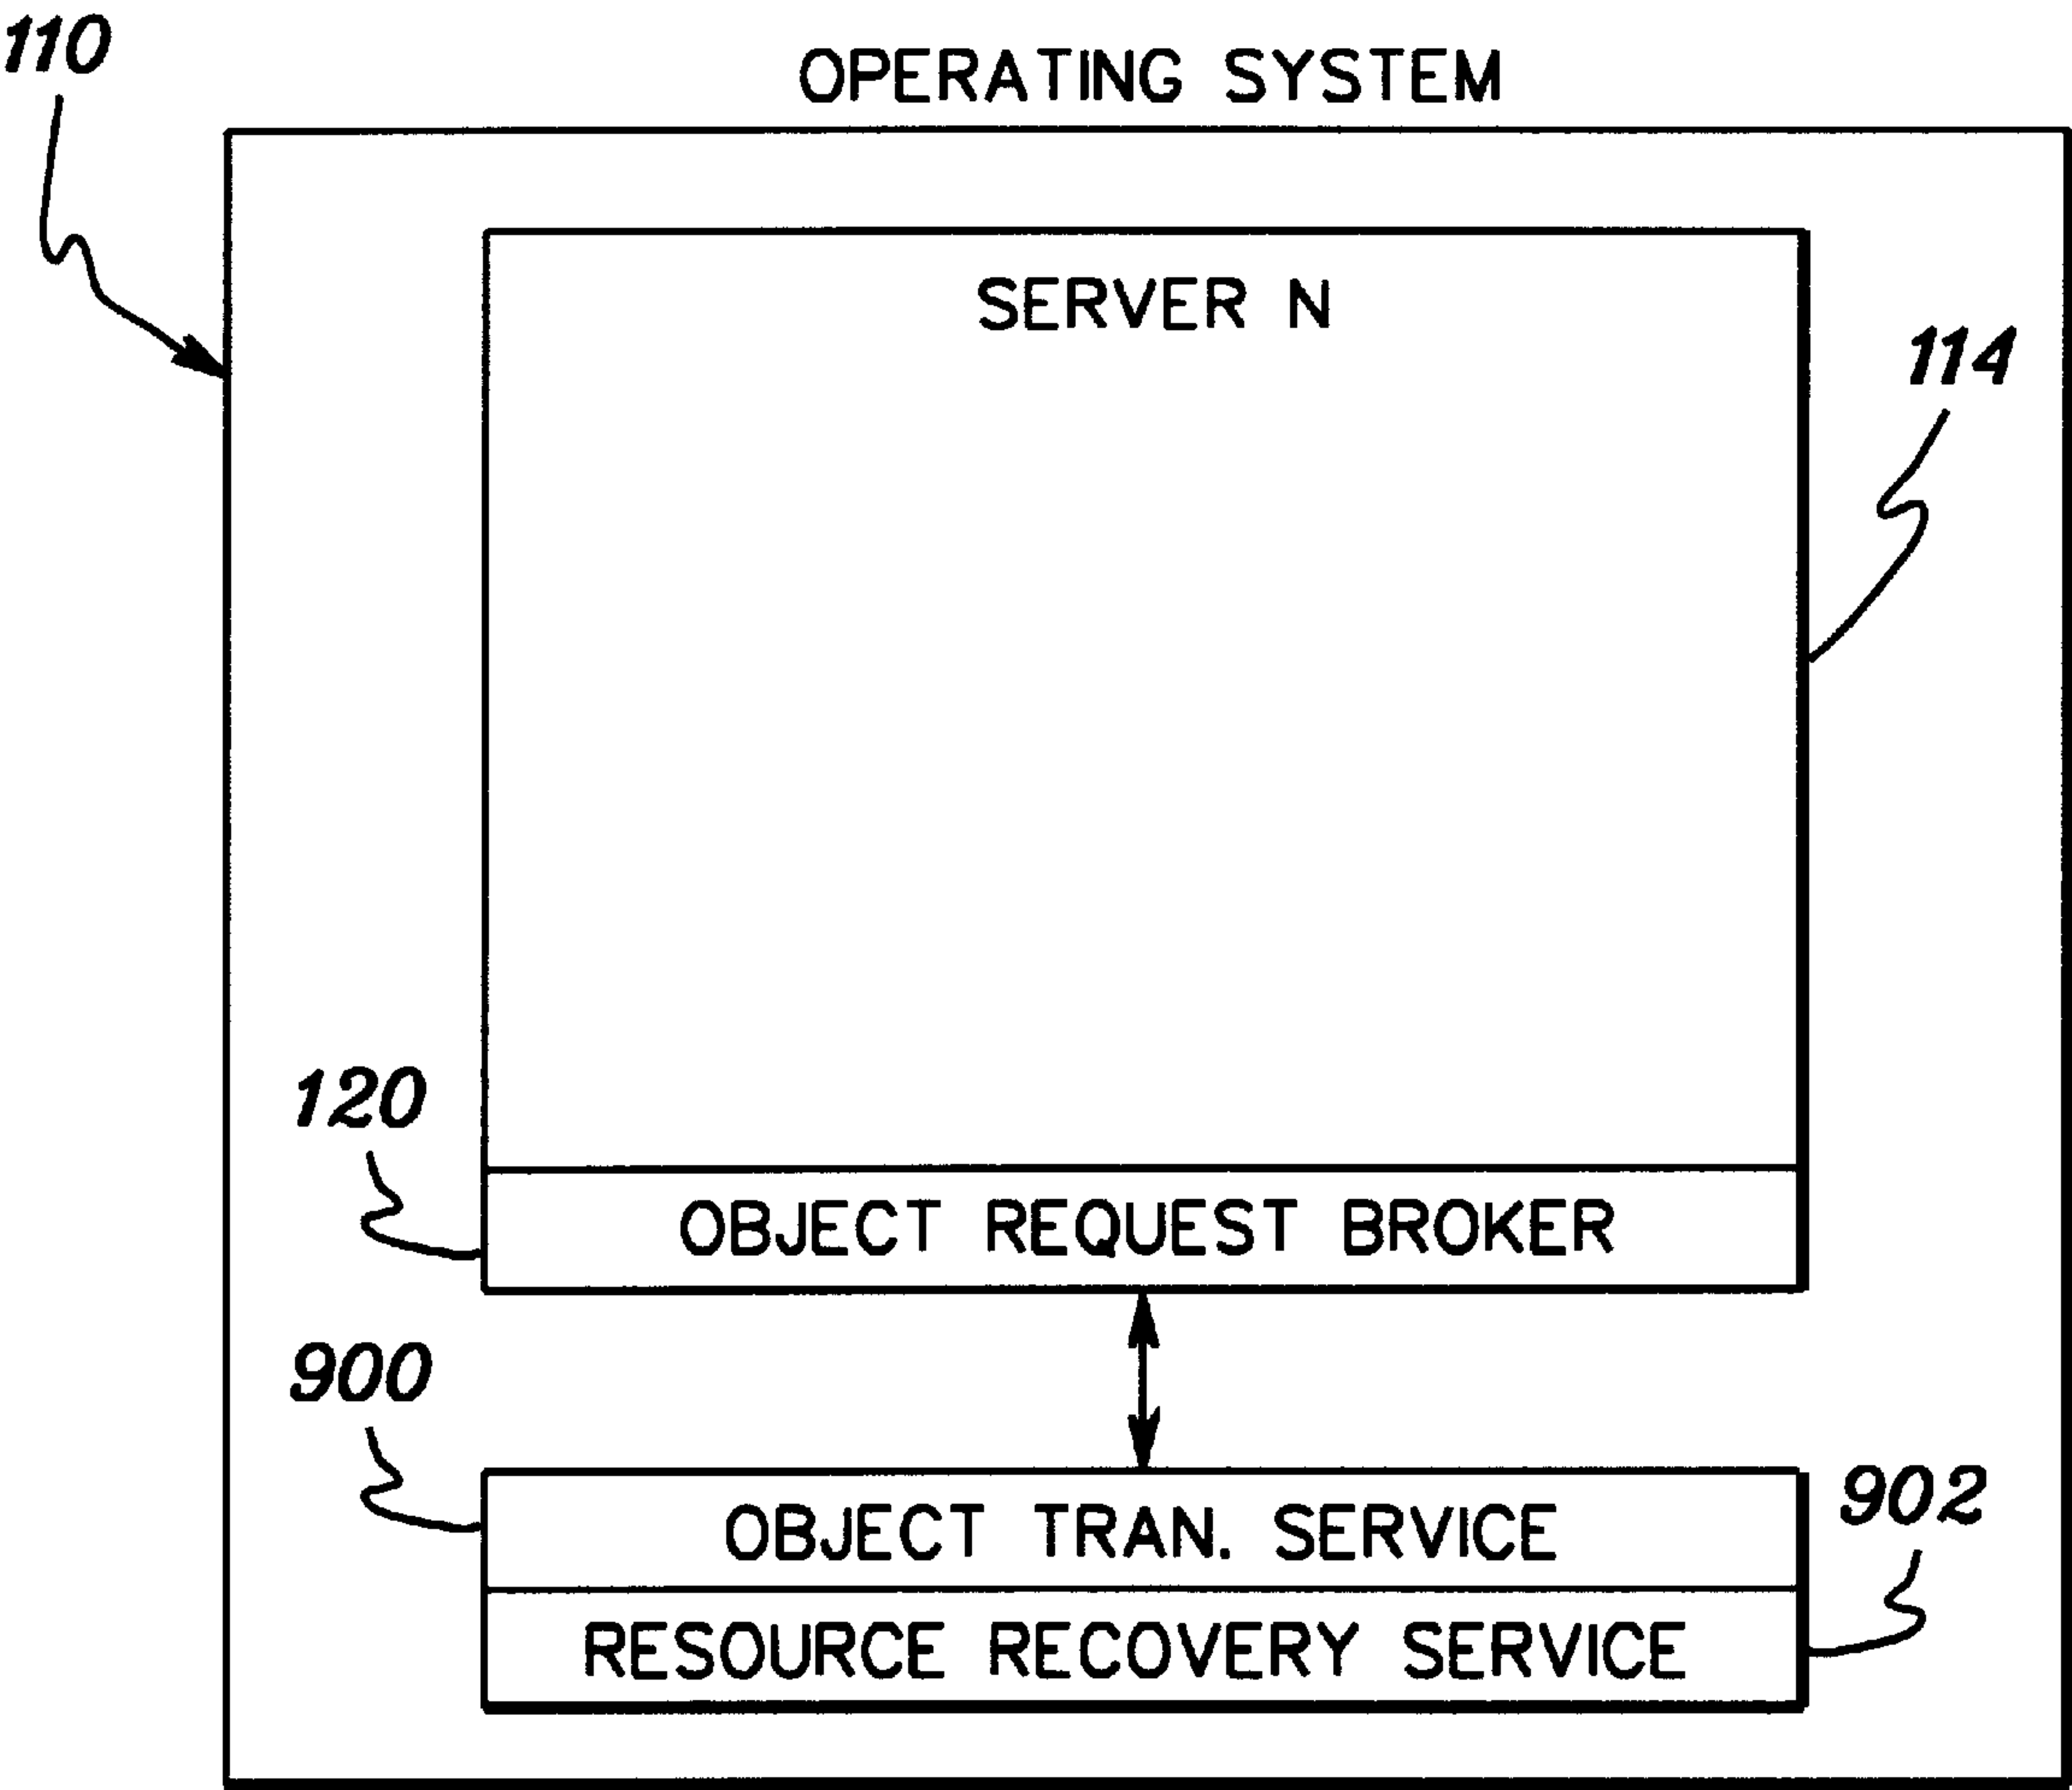 110
OPERATING SYSTEM
SERVER N
114
120
OBJECT REQUEST BROKER
900
OBJECT TRAN. SERVICE
902
RESOURCE RECOVERY SERVICE